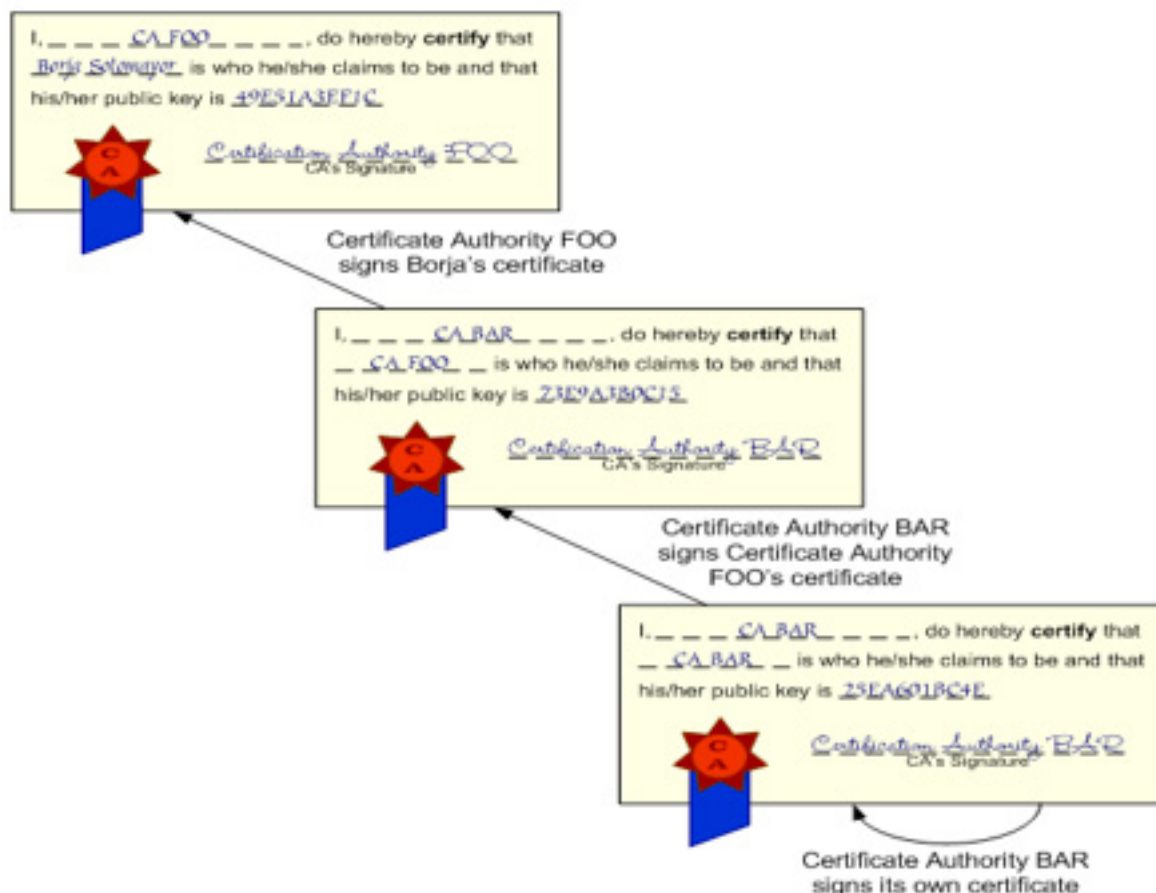 I, CA FOO, do hereby certify that
Borja Sotomayor is who he/she claims to be and that
his/her public key is 49E51A3EF1C
CA
Certification Authority FOO
CA's Signature
Certificate Authority FOO
signs Borja's certificate
I, CA BAR, do hereby certify that
CA FOO is who he/she claims to be and that
his/her public key is
CA
Certification Authority BAR
CA's Signature
Certificate Authority BAR
signs Certificate Authority
FOO's certificate
I, CA BAR, do hereby certify that
CA BAR is who he/she claims to be and that
his/her public key is 25EA601BC4E
CA
Certification Authority BAR
CA's Signature
Certificate Authority BAR
signs its own certificate